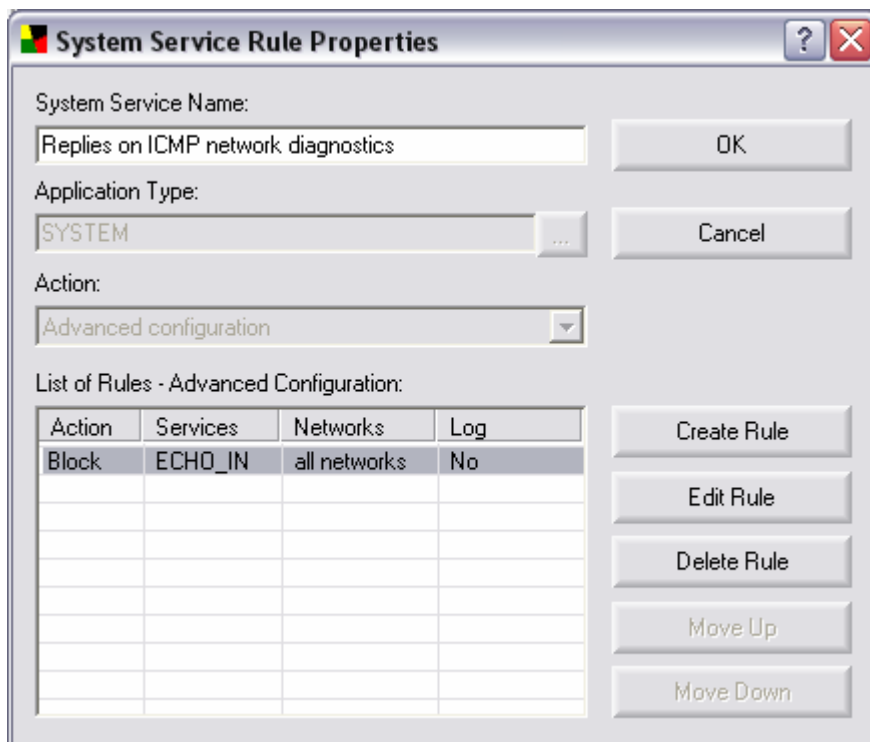 System Service Rule Properties
?
System Service Name:
Replies on ICMP network diagnostics
OK
Application Type:
SYSTEM
...
Cancel
Action:
Advanced configuration
List of Rules - Advanced Configuration:
Action Services Networks Log
Block ECHO_IN all networks No
Create Rule
Edit Rule
Delete Rule
Move Up
Move Down